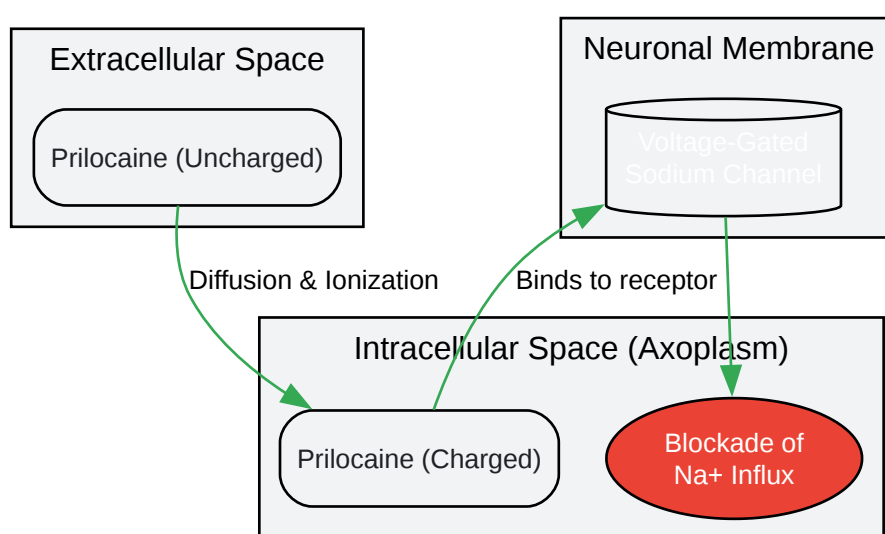 Extracellular Space
Prilocaine (Uncharged)
Neuronal Membrane
Voltage-Gated
Sodium Channel
Diffusion & Ionization
Binds to receptor
Intracellular Space (Axoplasm)
Prilocaine (Charged)
Blockade of
Na+ Influx